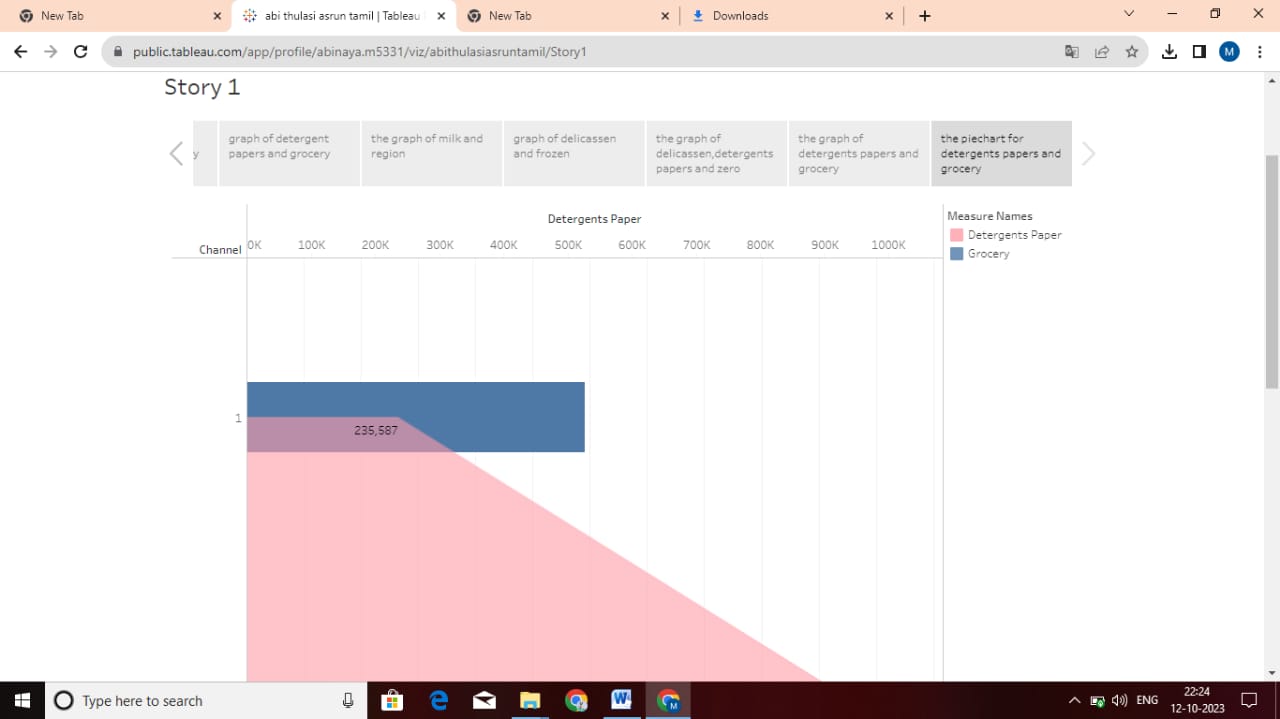 New Tab
abi thulasi asrun tamil | Tableau
New Tab
Downloads
public.tableau.com/app/profile/abinaya.m5331/viz/abithulasiasruntamil/Story1
M
Story 1
y
graph of detergent
papers and grocery
the graph of milk and
region
graph of delicassen
and frozen
the graph of
delicassen,detergents
papers and zero
the graph of
detergents papers and
grocery
the piechart for
detergents papers and
grocery
Detergents Paper
Channel
0K 100K 200K 300K 400K 500K 600K 700K 800K 900K 1000K
Measure Names
Detergents Paper
Grocery
1
235,587
Type here to search
W
M
ENG
22:24
12-10-2023